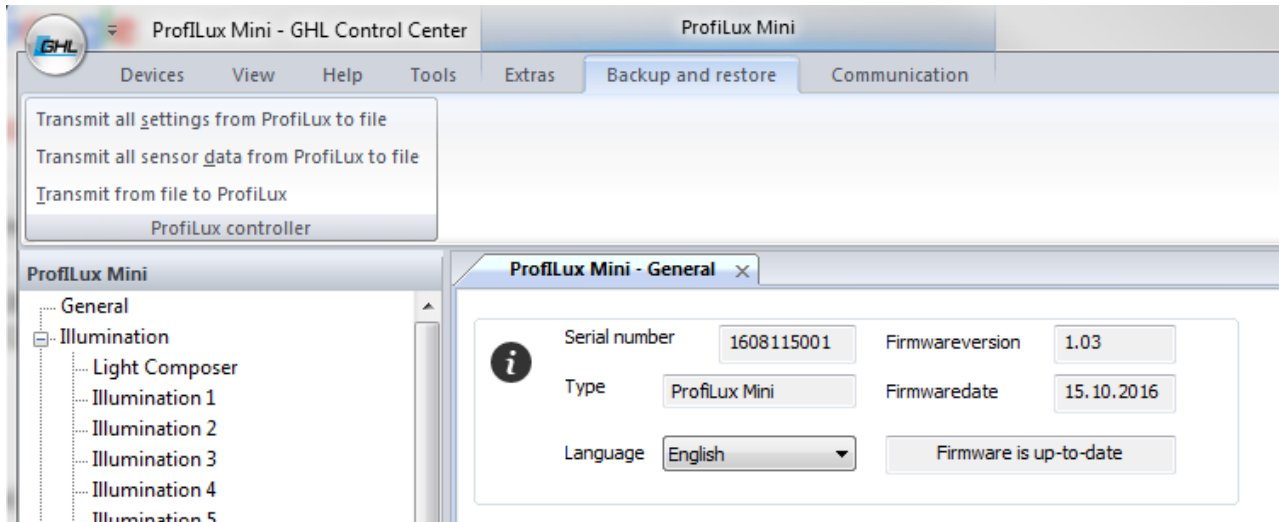 GHL
ProfILux Mini - GHL Control Center
ProfiLux Mini
Devices View Help Tools Extras Backup and restore Communication
Transmit all settings from ProfiLux to file
Transmit all sensor data from ProfiLux to file
Transmit from file to ProfiLux
ProfiLux controller
ProfILux Mini
General
Illumination
Light Composer
Illumination 1
Illumination 2
Illumination 3
Illumination 4
Illumination 5
ProfILux Mini - General
Serial number 1608115001 Firmwareversion 1.03
Type ProfiLux Mini Firmwaredate 15.10.2016
Language English Firmware is up-to-date